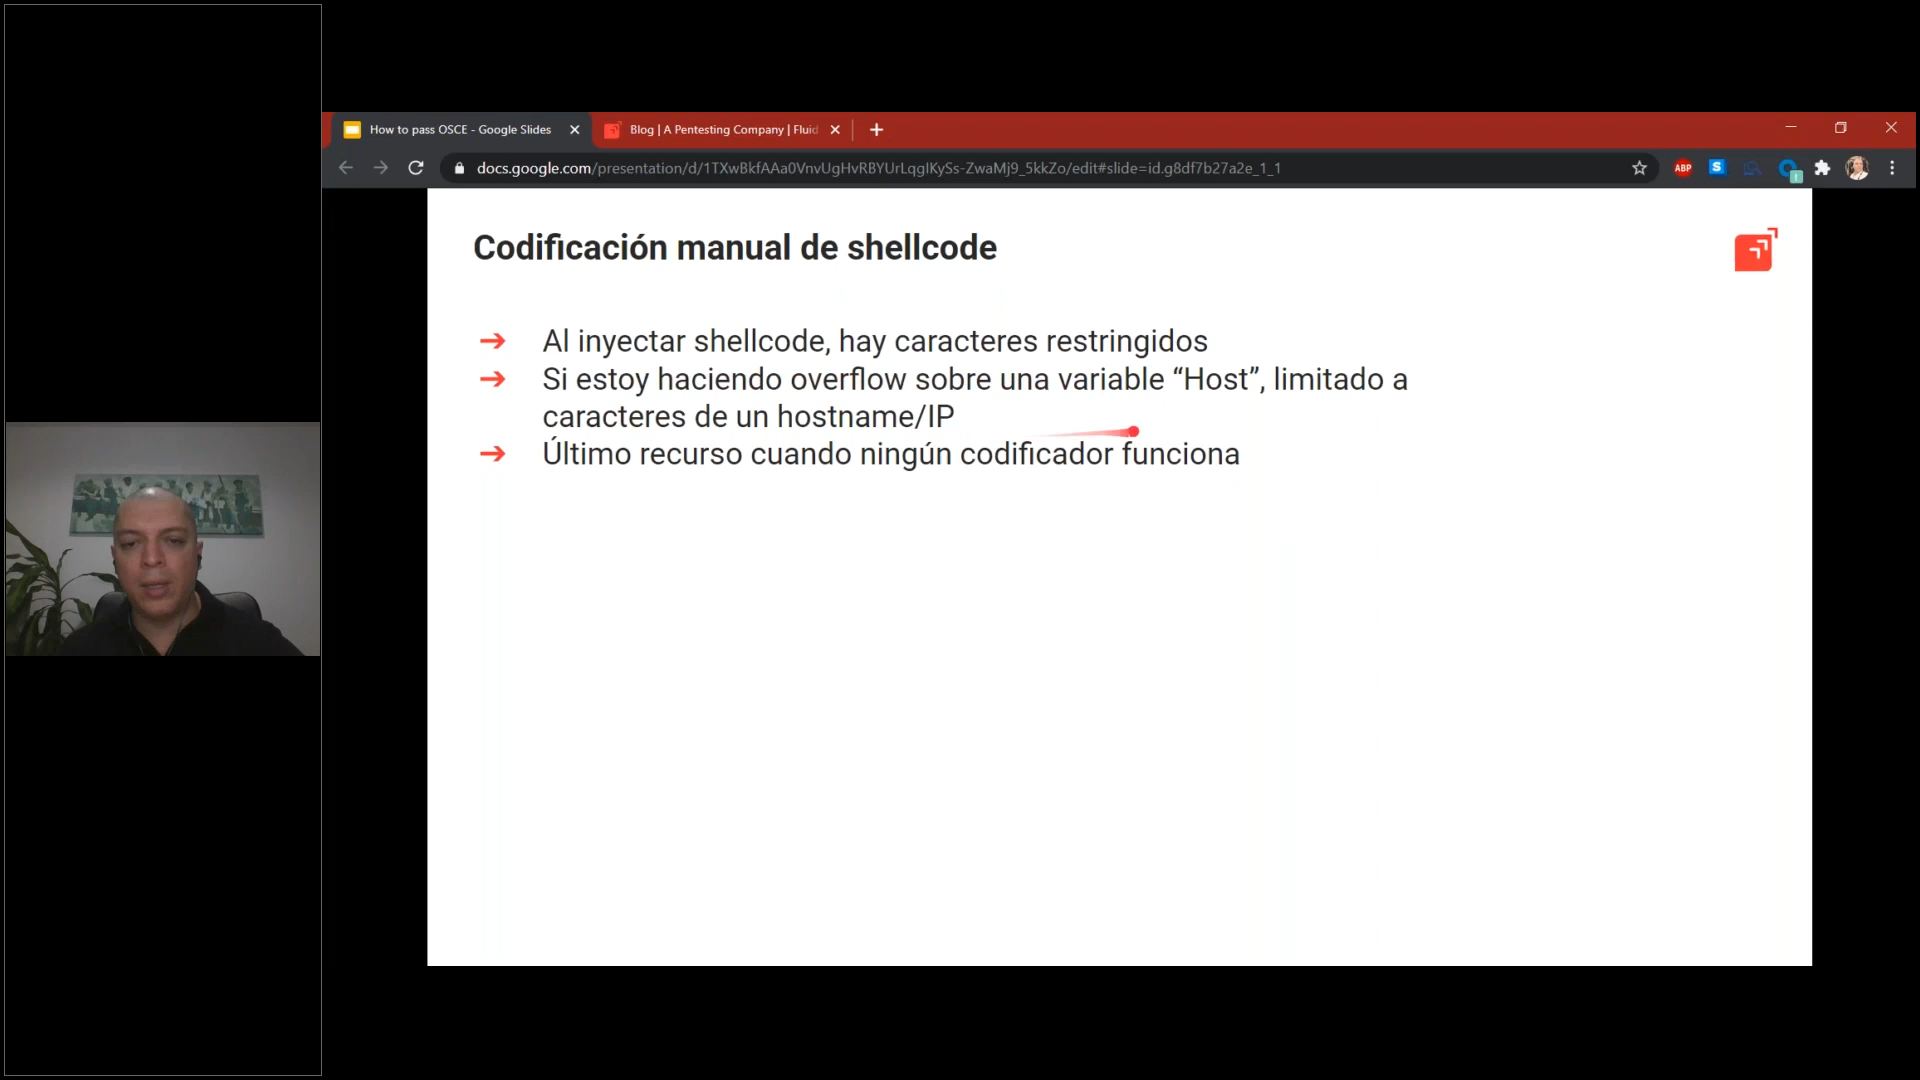 How to pass OSCE - Google Slides
Blog | A Pentesting Company | Fluid
docs.google.com/presentation/d/1TXwBkfAAa0VnvUgHvRBYUrLqgIKySs-ZwaMj9_5kkZo/edit#slide=id.g8df7b27a2e_1_1
ABP
S
Codificación manual de shellcode
Al inyectar shellcode, hay caracteres restringidos
Si estoy haciendo overflow sobre una variable “Host”, limitado a
caracteres de un hostname/IP
Último recurso cuando ningún codificador funciona